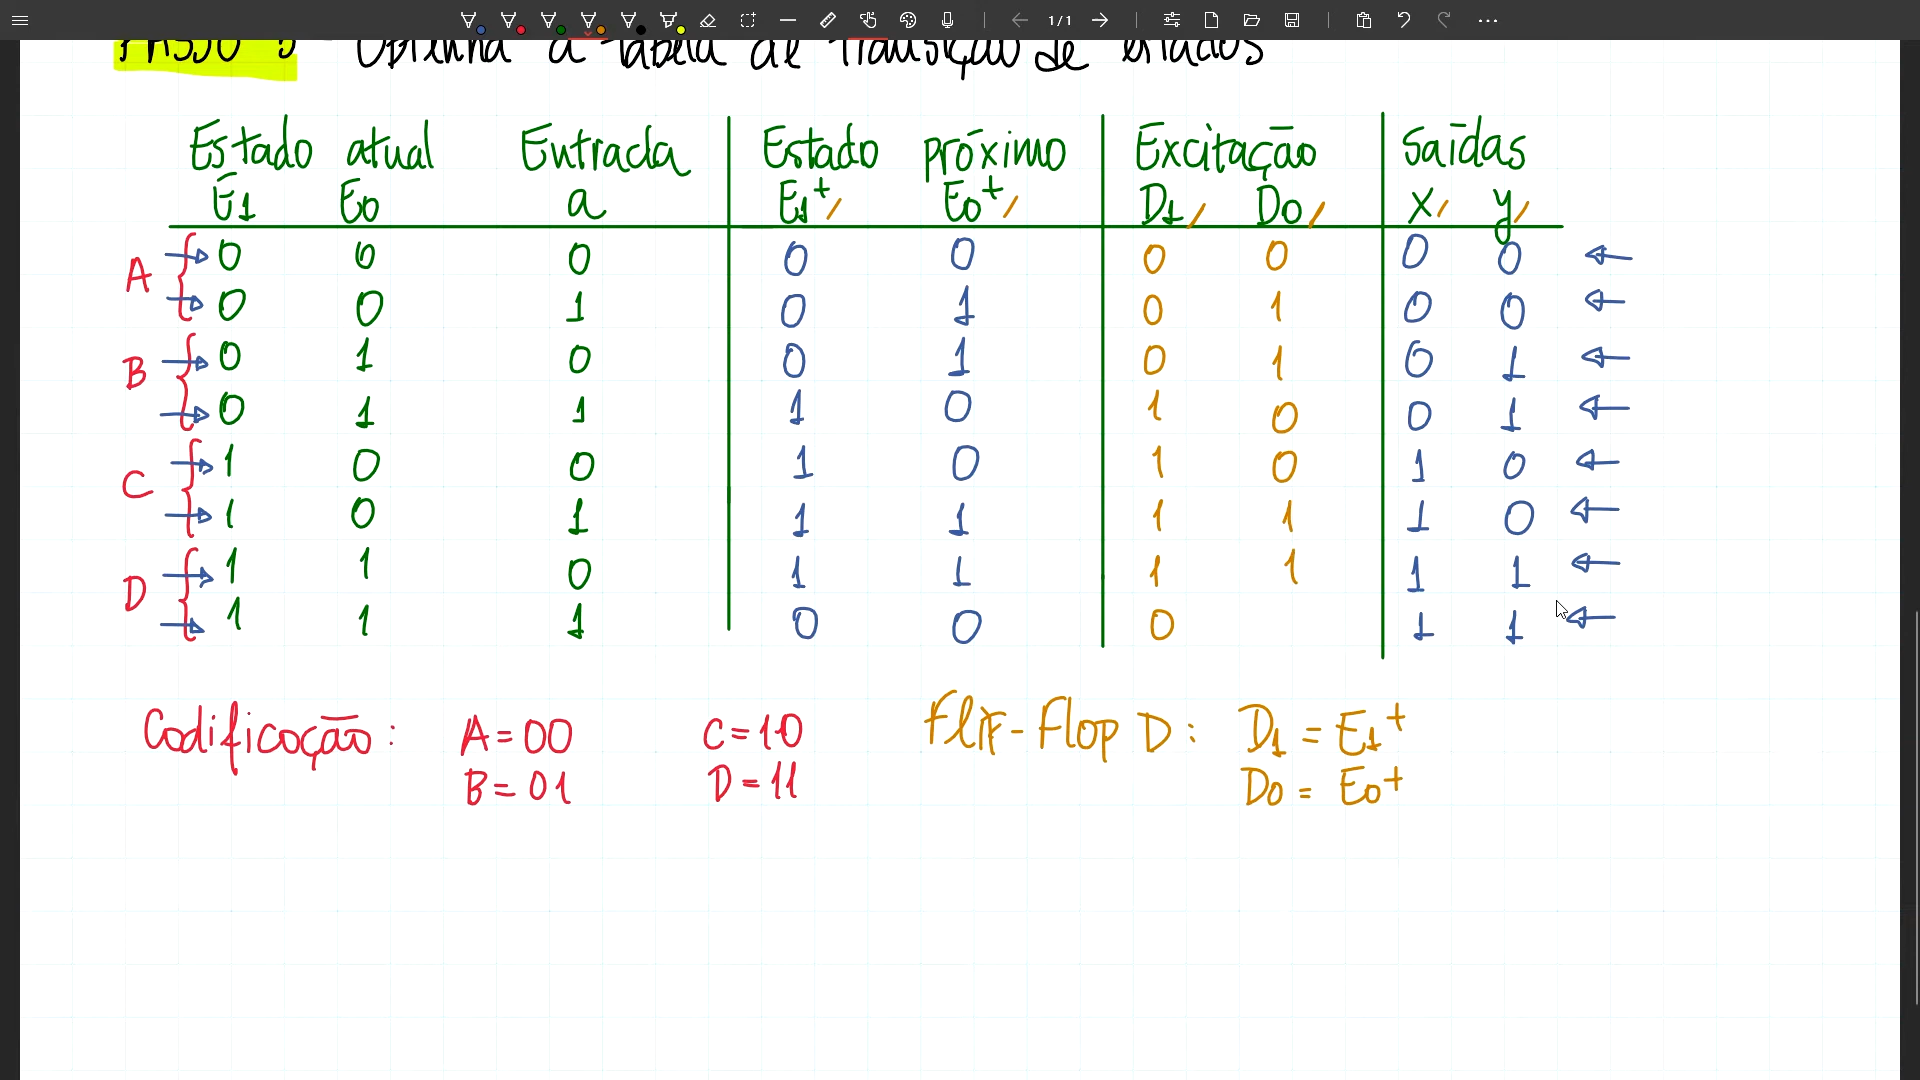 1/1
PASSO 3 Obtenha a tabela de transição de estados
Estado atual Entrada Estado próximo Excitação Saídas
E1 E0 a E1+ E0+ D1 D0 x y
A 0 0 0 0 0 0 0 0 0
0 0 1 0 1 0 1 0 0
B 0 1 0 0 1 0 1 0 1
0 1 1 1 0 1 0 0 1
C 1 0 0 1 0 1 0 1 0
1 0 1 1 1 1 1 1 0
D 1 1 0 1 1 1 1 1 1
1 1 1 0 0 0 1 1
Codificação: A=00 C=10 Flip-Flop D: D1 = E1+
B=01 D=11 D0 = E0+